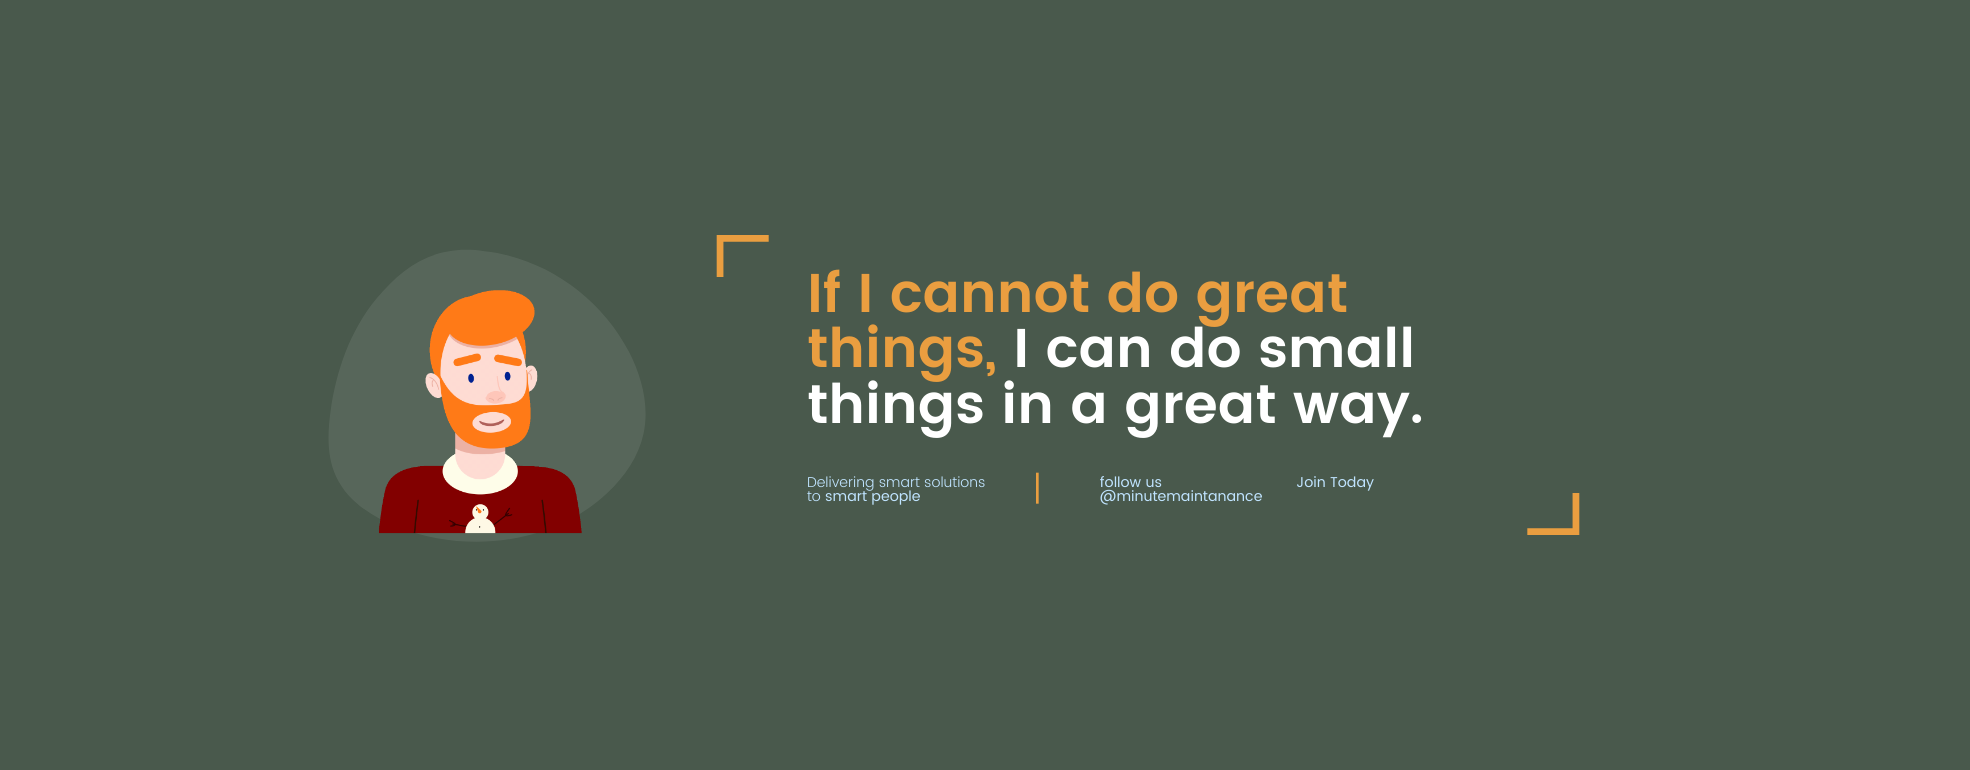 If I cannot do great
things, I can do small
things in a great way.
Delivering smart solutions
to smart people
follow us
@minutemaintanance
Join Today